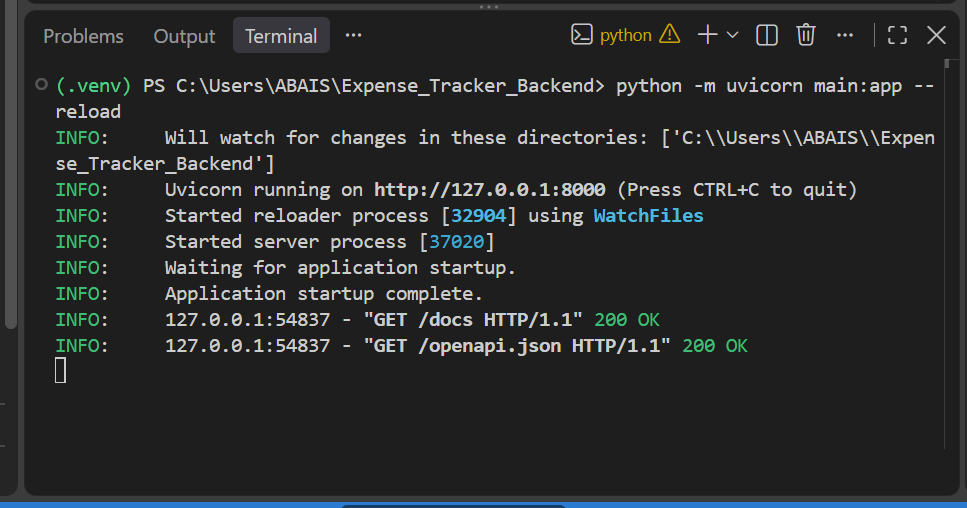 Problems Output Terminal ··· python
(.venv) PS C:\Users\ABAIS\Expense_Tracker_Backend> python -m uvicorn main:app --
reload
INFO:     Will watch for changes in these directories: ['C:\\Users\\ABAIS\\Expen
se_Tracker_Backend']
INFO:     Uvicorn running on http://127.0.0.1:8000 (Press CTRL+C to quit)
INFO:     Started reloader process [32904] using WatchFiles
INFO:     Started server process [37020]
INFO:     Waiting for application startup.
INFO:     Application startup complete.
INFO:     127.0.0.1:54837 - "GET /docs HTTP/1.1" 200 OK
INFO:     127.0.0.1:54837 - "GET /openapi.json HTTP/1.1" 200 OK